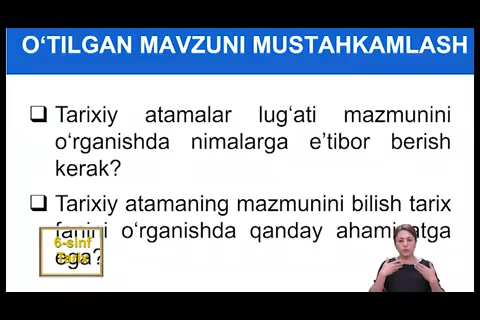 O‘TILGAN MAVZUNI MUSTAHKAMLASH
Tarixiy atamalar lug‘ati mazmunini
o‘rganishda nimalarga e’tibor berish
kerak?
Tarixiy atamaning mazmunini bilish tarix
fanini o‘rganishda qanday ahamiyatga
ega?
6-sinf
Tarix